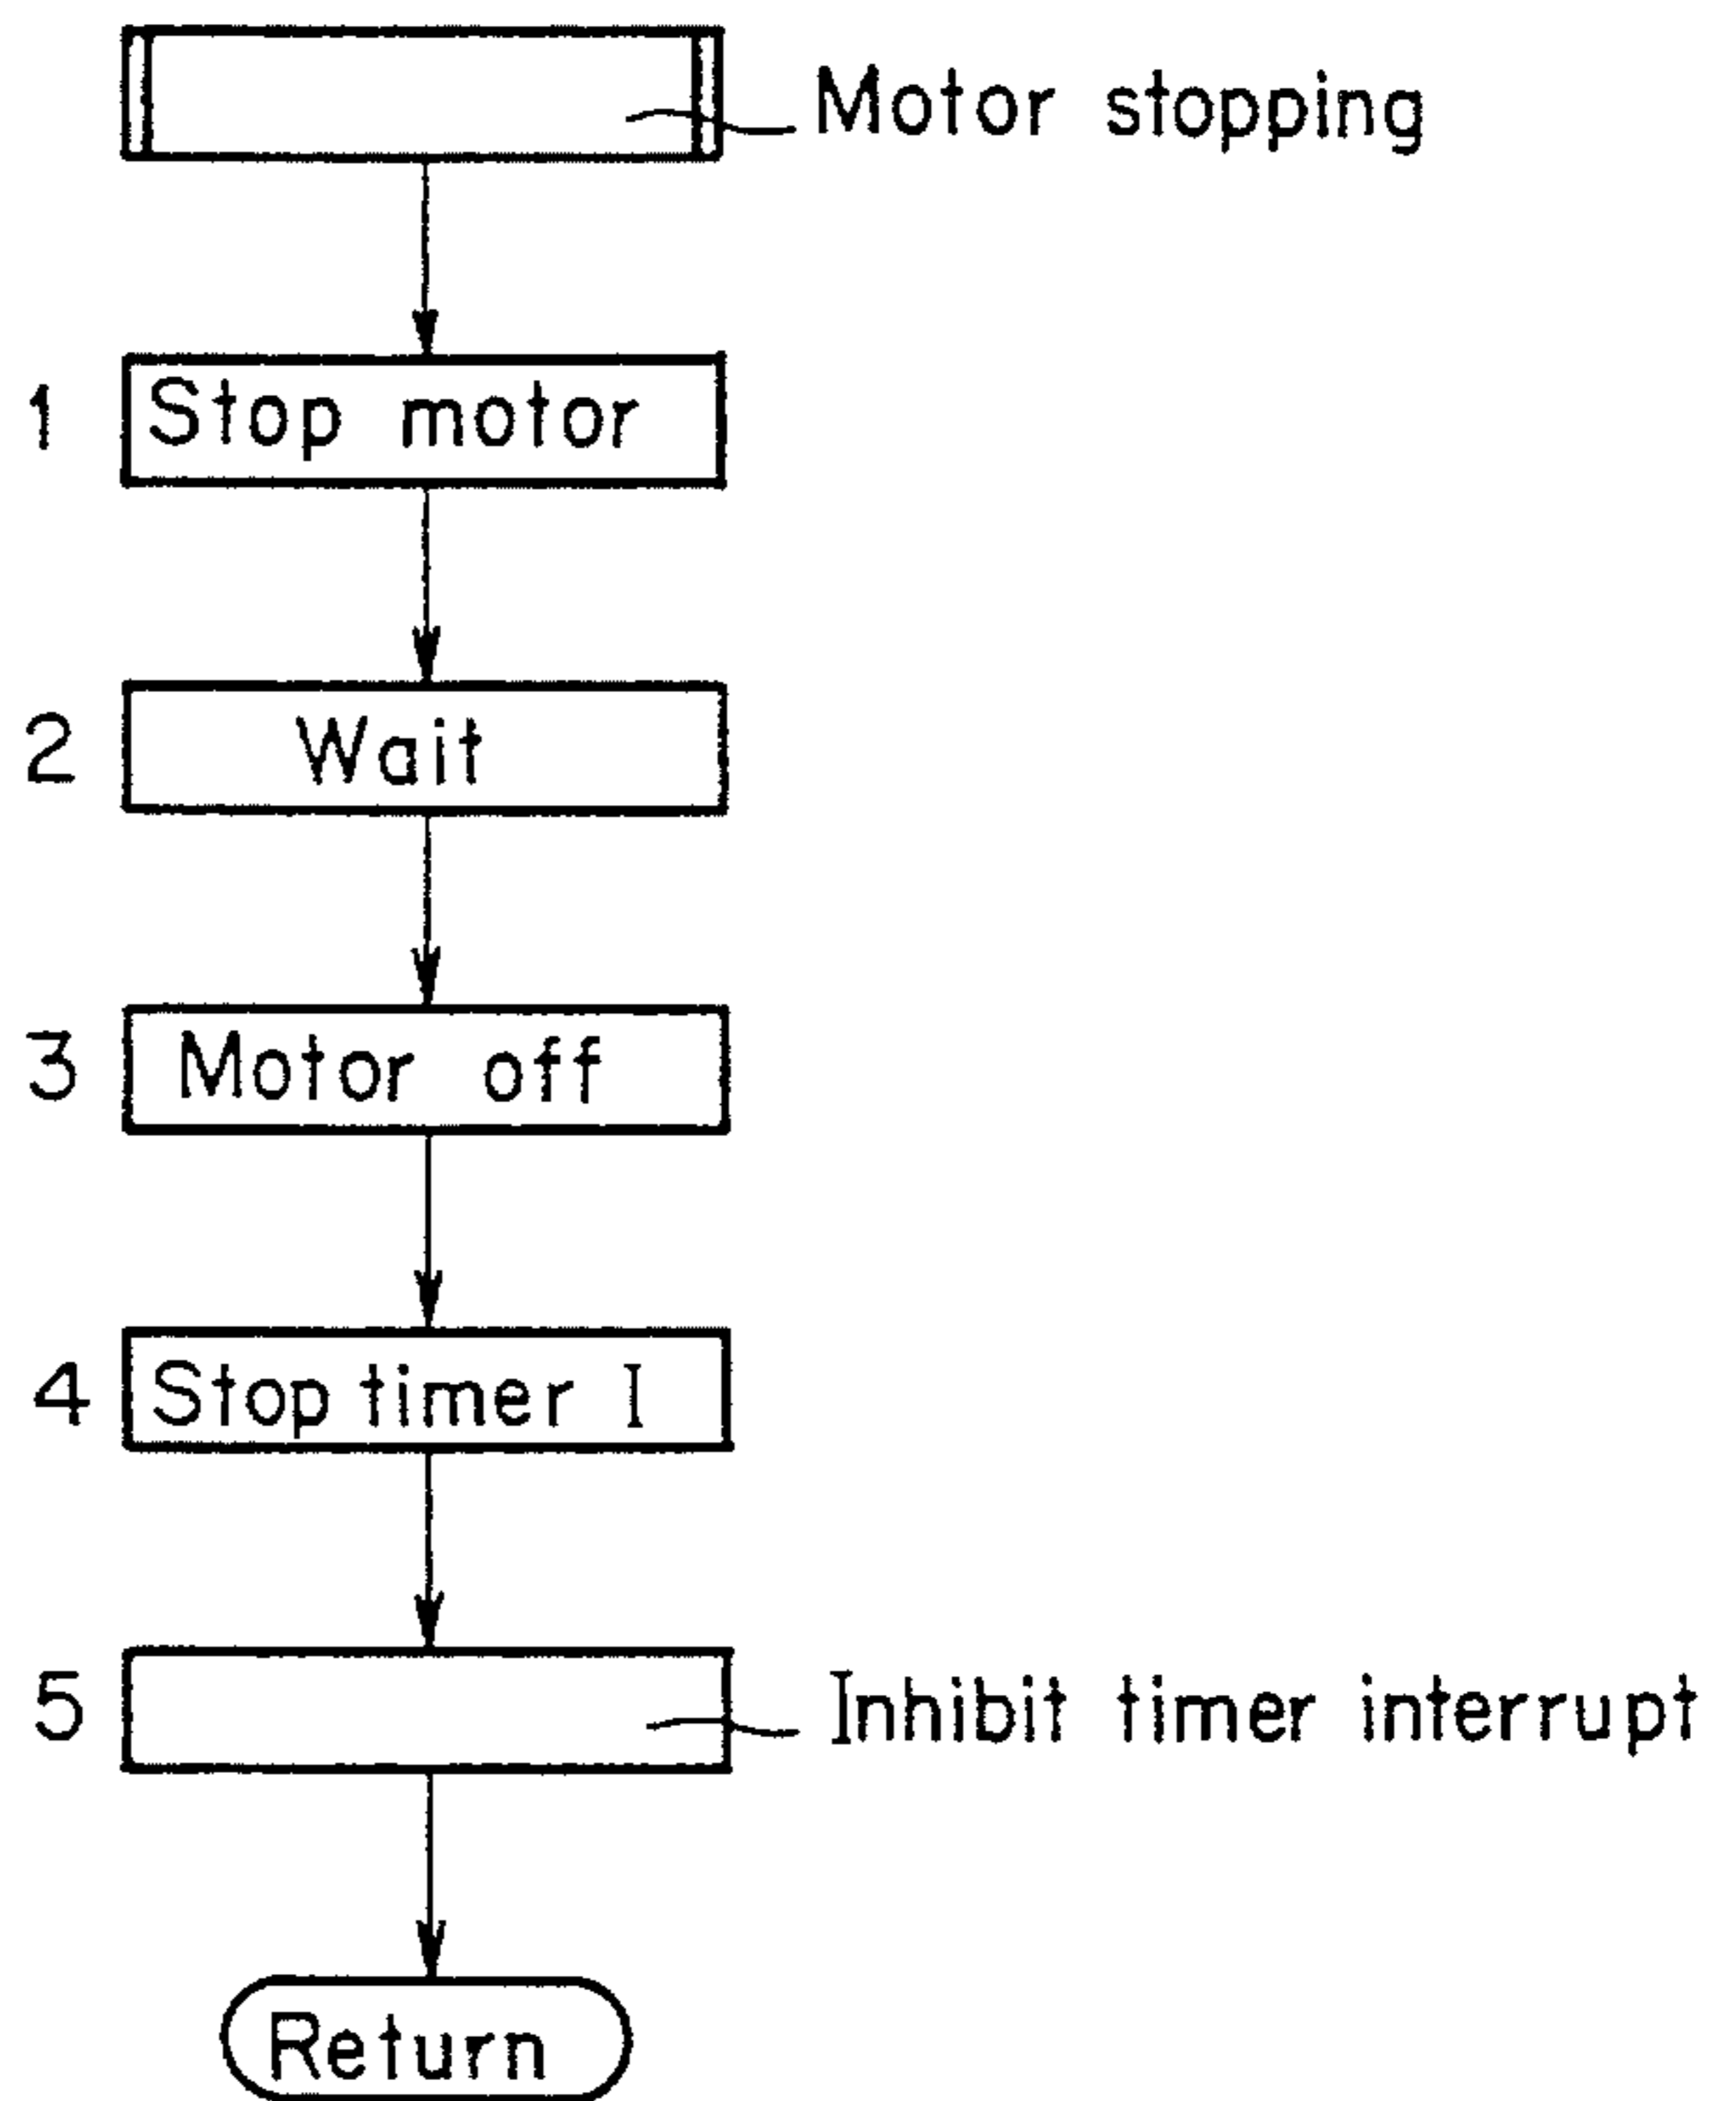 Motor stopping
1 Stop motor
2 Wait
3 Motor off
4 Stop timer I
5 Inhibit timer interrupt
Return